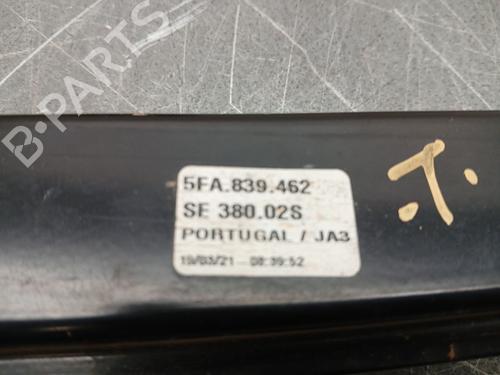 B-PARTS
5FA.839.462
SE 380.02S
PORTUGAL / JA3
19/03/21 08:39:52
T.